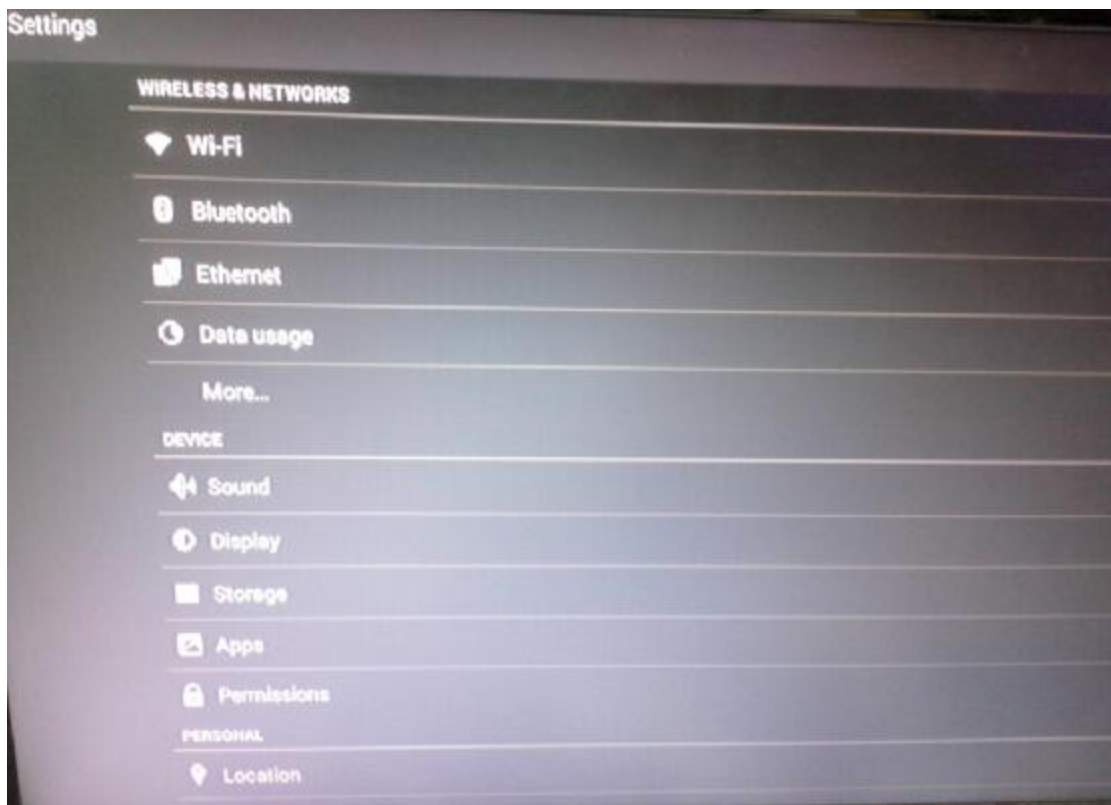 Settings
WIRELESS & NETWORKS
Wi-Fi
Bluetooth
Ethernet
Data usage
More...
DEVICE
Sound
Display
Storage
Apps
Permissions
PERSONAL
Location